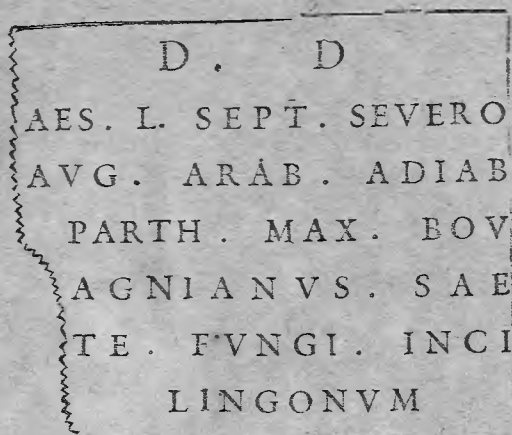 D. D
AES. L. SEPT. SEVERO
AVG. ARAB. ADIAB
PARTH. MAX. BOV
AGNIANVS. SAE
TE. FVNGI. INCI
LINGONVM